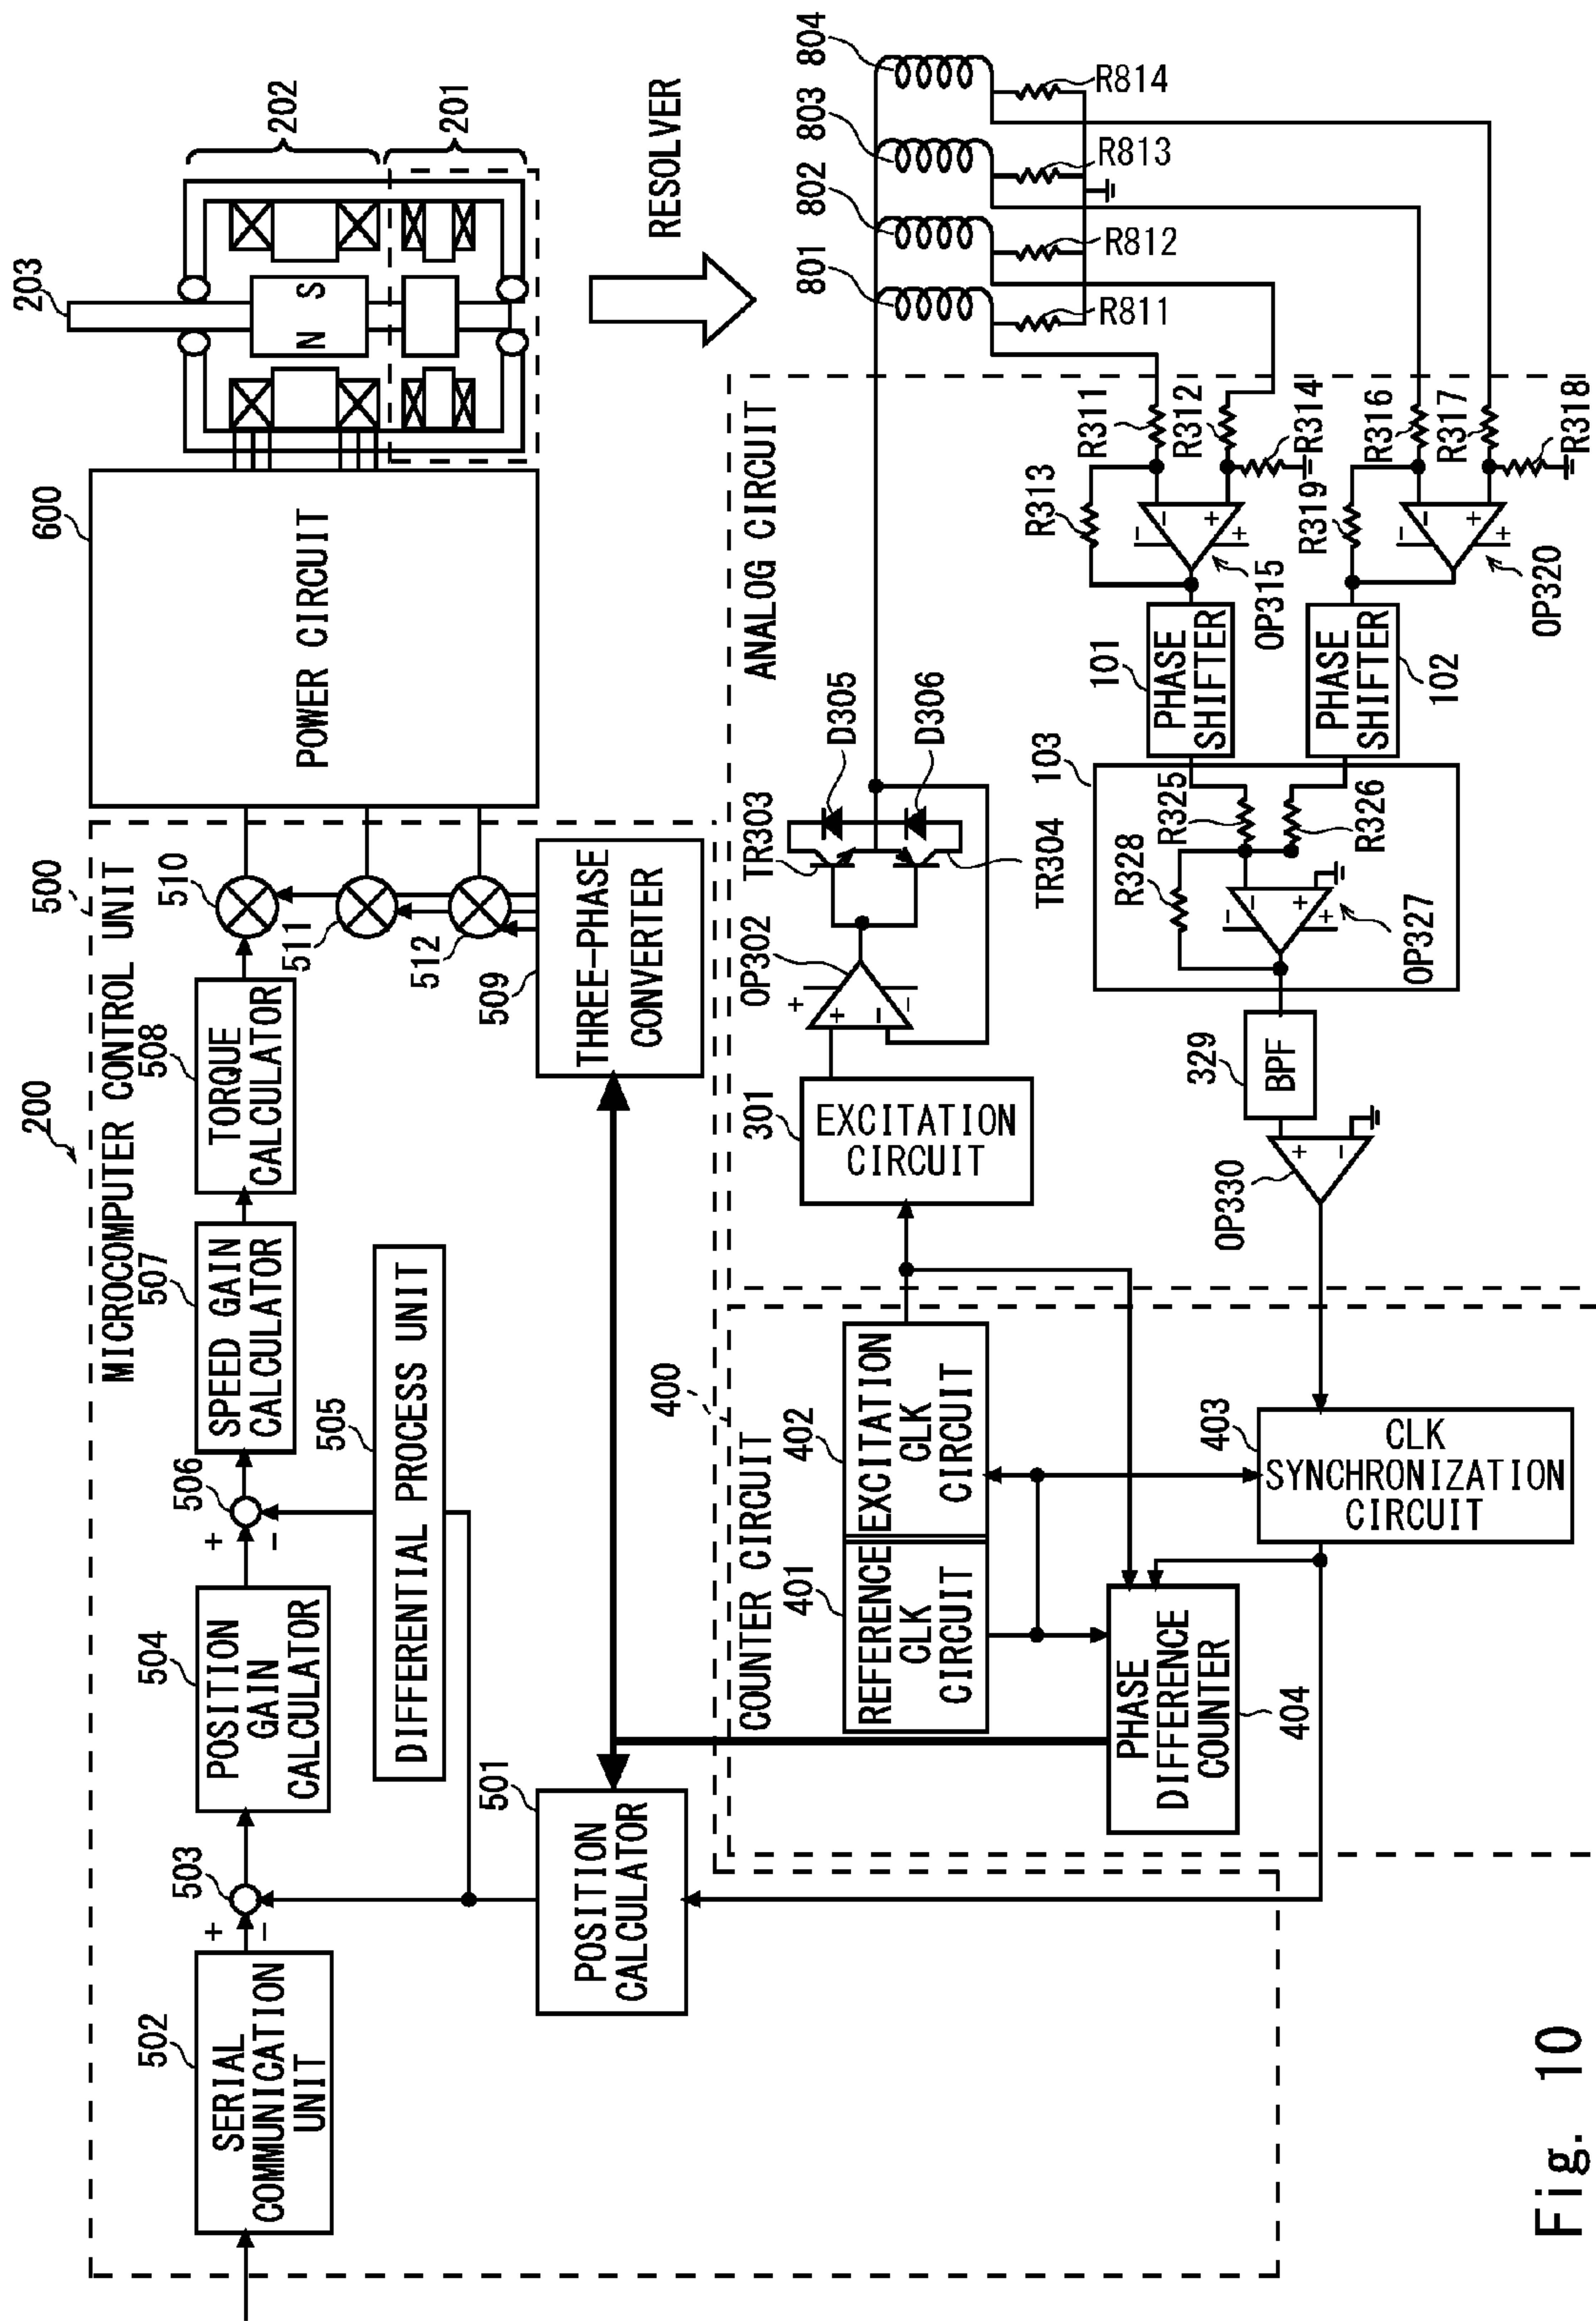 200
MICROCOMPUTER CONTROL UNIT
500
502
SERIAL
COMMUNICATION
UNIT
+
-
503
504
POSITION
GAIN
CALCULATOR
+
-
506
507
SPEED GAIN
CALCULATOR
508
TORQUE
CALCULATOR
510
511
512
505
DIFFERENTIAL PROCESS UNIT
501
POSITION
CALCULATOR
509
THREE-PHASE
CONVERTER
600
POWER CIRCUIT
203
N
S
202
201
RESOLVER
COUNTER CIRCUIT
400
401
REFERENCE
CLK
CIRCUIT
402
EXCITATION
CLK
CIRCUIT
PHASE
DIFFERENCE
COUNTER
404
403
CLK
SYNCHRONIZATION
CIRCUIT
ANALOG CIRCUIT
301
EXCITATION
CIRCUIT
OP302
+
+
-
-
TR303
TR304
D305
D306
801
802
803
804
R811
R812
R813
R814
R311
R312
R313
R314
-
-
+
+
OP315
R316
R317
R318
R319
-
-
+
+
OP320
101
PHASE
SHIFTER
PHASE
SHIFTER
102
103
R325
R326
R328
-
-
+
+
OP327
329
BPF
OP330
+
-
Fig. 10